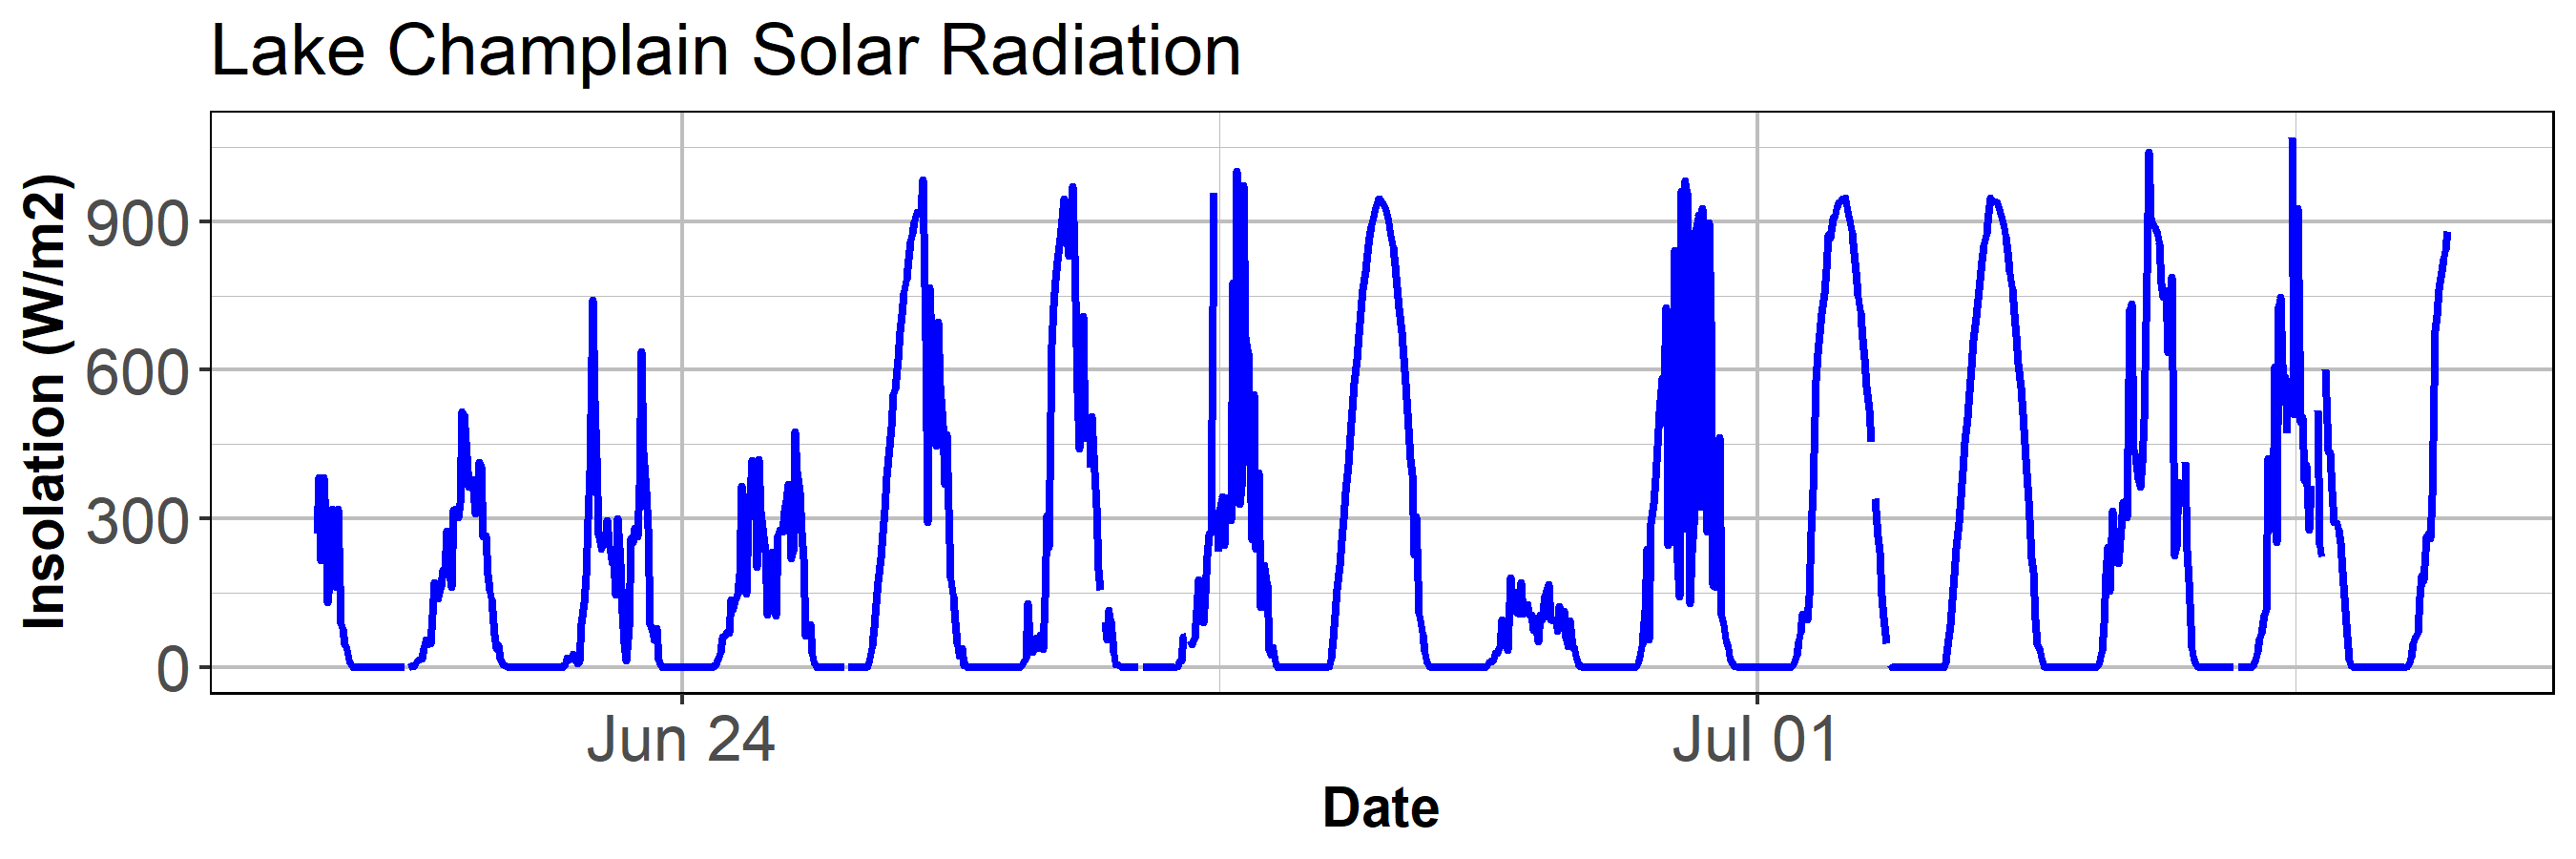 Lake Champlain Solar Radiation
Insolation (W/m2)
900
600
300
0
Jun 24
Jul 01
Date